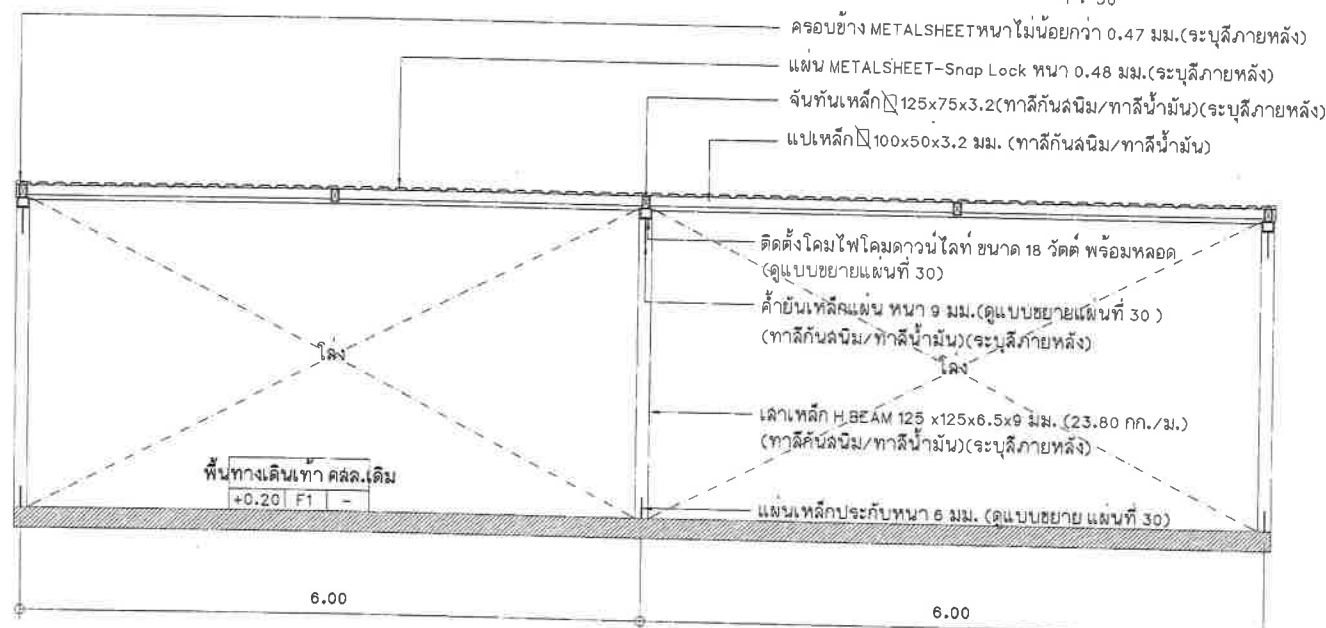 ครอบข้าง METALSHEETหนาไม่น้อยกว่า 0.47 มม.(ระบุสีภายหลัง)
แผ่น METALSHEET-Snap Lock หนา 0.48 มม.(ระบุสีภายหลัง)
จันทันเหล็ก 125x75x3.2(ทาสีกันสนิม/ทาสีน้ำมัน)(ระบุสีภายหลัง)
แปเหล็ก 100x50x3.2 มม. (ทาสีกันสนิม/ทาสีน้ำมัน)
ติดตั้งโคมไฟโคมดาวน์ไลท์ ขนาด 18 วัตต์ พร้อมหลอด
(ดูแบบขยายแผ่นที่ 30)
ค้ำยันเหล็กแผ่น หนา 9 มม.(ดูแบบขยายแผ่นที่ 30 )
(ทาสีกันสนิม/ทาสีน้ำมัน)(ระบุสีภายหลัง)
โล่ง
โล่ง
เสาเหล็ก H BEAM 125 x125x6.5x9 มม. (23.80 กก./ม.)
(ทาสีกันสนิม/ทาสีน้ำมัน)(ระบุสีภายหลัง)
พื้นทางเดินเท้า คสล.เดิม
+0.20 F1 -
แผ่นเหล็กประกับหนา 6 มม. (ดูแบบขยาย แผ่นที่ 30)
6.00
6.00